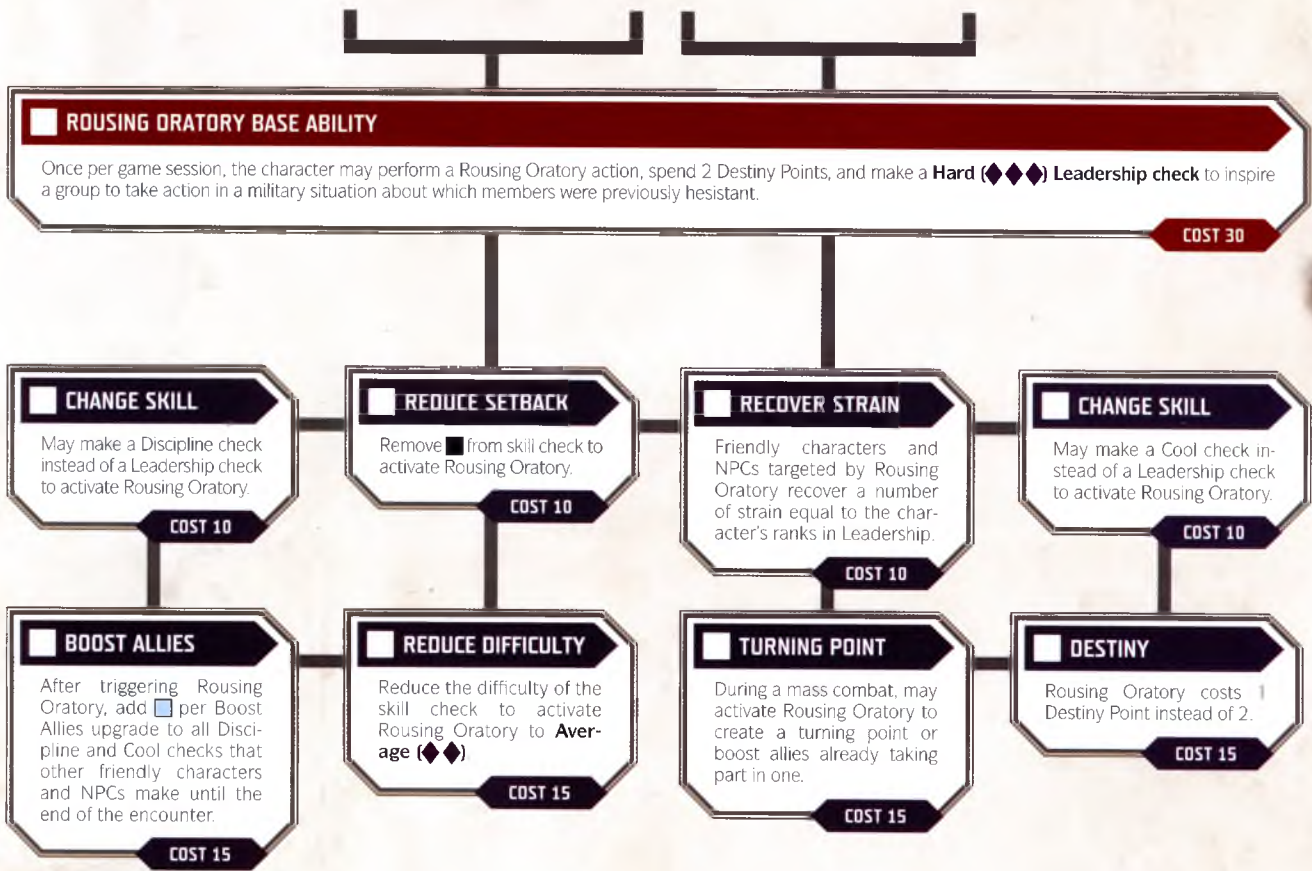 ROUSING ORATORY BASE ABILITY
Once per game session, the character may perform a Rousing Oratory action, spend 2 Destiny Points, and make a Hard (♦♦♦) Leadership check to inspire
a group to take action in a military situation about which members were previously hesistant.
COST 30
CHANGE SKILL
May make a Discipline check
instead of a Leadership check
to activate Rousing Oratory.
COST 10
REDUCE SETBACK
Remove ■ from skill check to
activate Rousing Oratory.
COST 10
RECOVER STRAIN
Friendly characters and
NPCs targeted by Rousing
Oratory recover a number
of strain equal to the char-
acter's ranks in Leadership.
COST 10
CHANGE SKILL
May make a Cool check in-
stead of a Leadership check
to activate Rousing Oratory.
COST 10
BOOST ALLIES
After triggering Rousing
Oratory, add □ per Boost
Allies upgrade to all Disci-
pline and Cool checks that
other friendly characters
and NPCs make until the
end of the encounter.
COST 15
REDUCE DIFFICULTY
Reduce the difficulty of the
skill check to activate
Rousing Oratory to Aver-
age (♦♦)
COST 15
TURNING POINT
During a mass combat, may
activate Rousing Oratory to
create a turning point or
boost allies already taking
part in one.
COST 15
DESTINY
Rousing Oratory costs 1
Destiny Point instead of 2.
COST 15